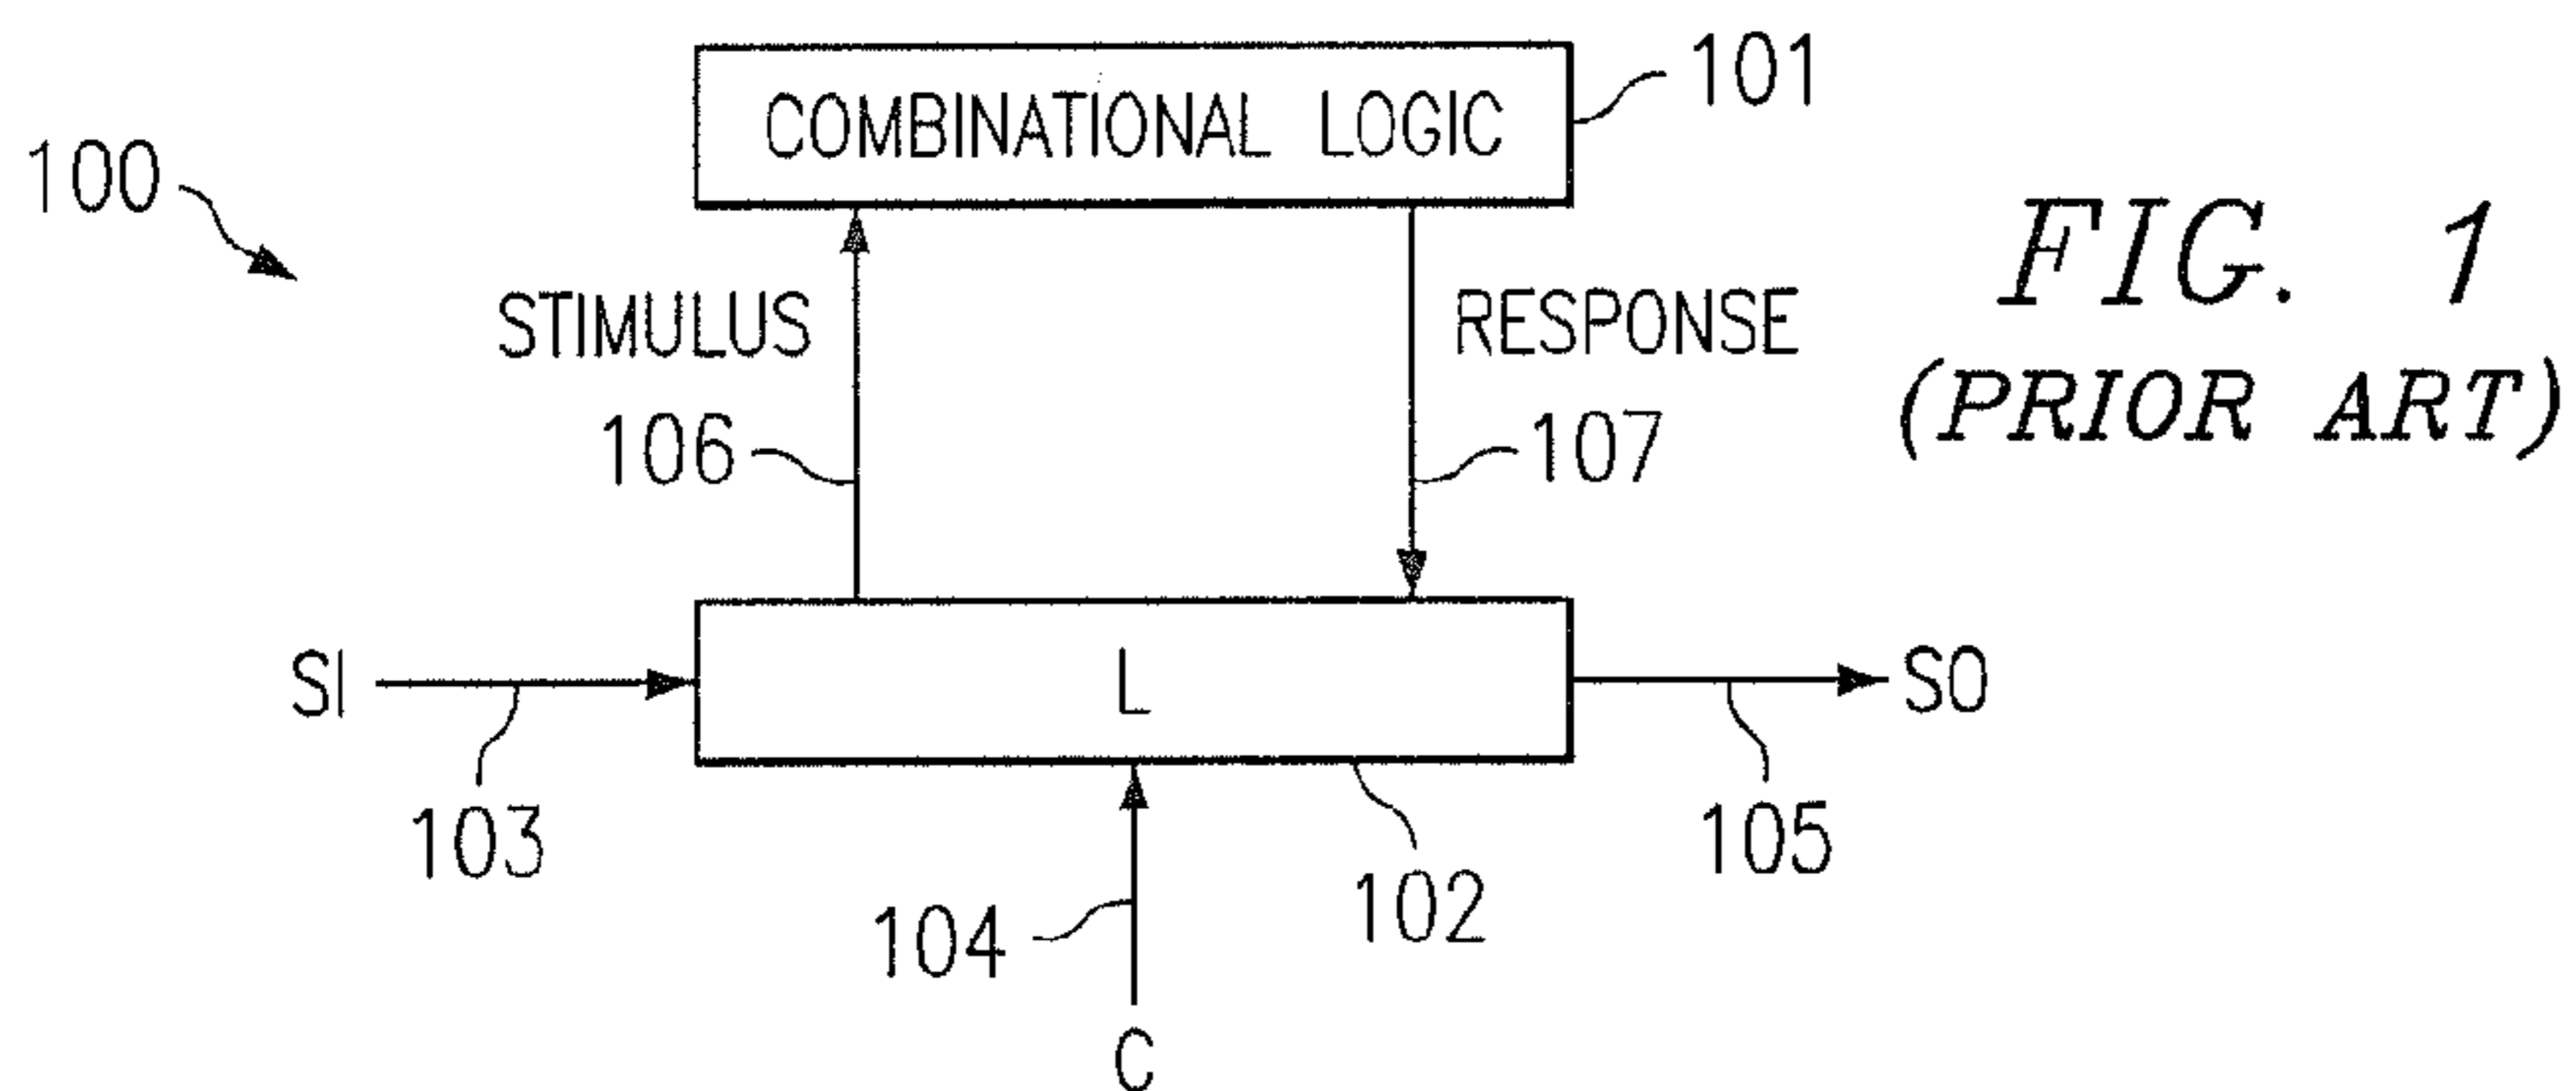 101
COMBINATIONAL LOGIC
100
FIG. 1
(PRIOR ART)
STIMULUS
RESPONSE
106
107
SI
L
SO
103
105
102
104
C